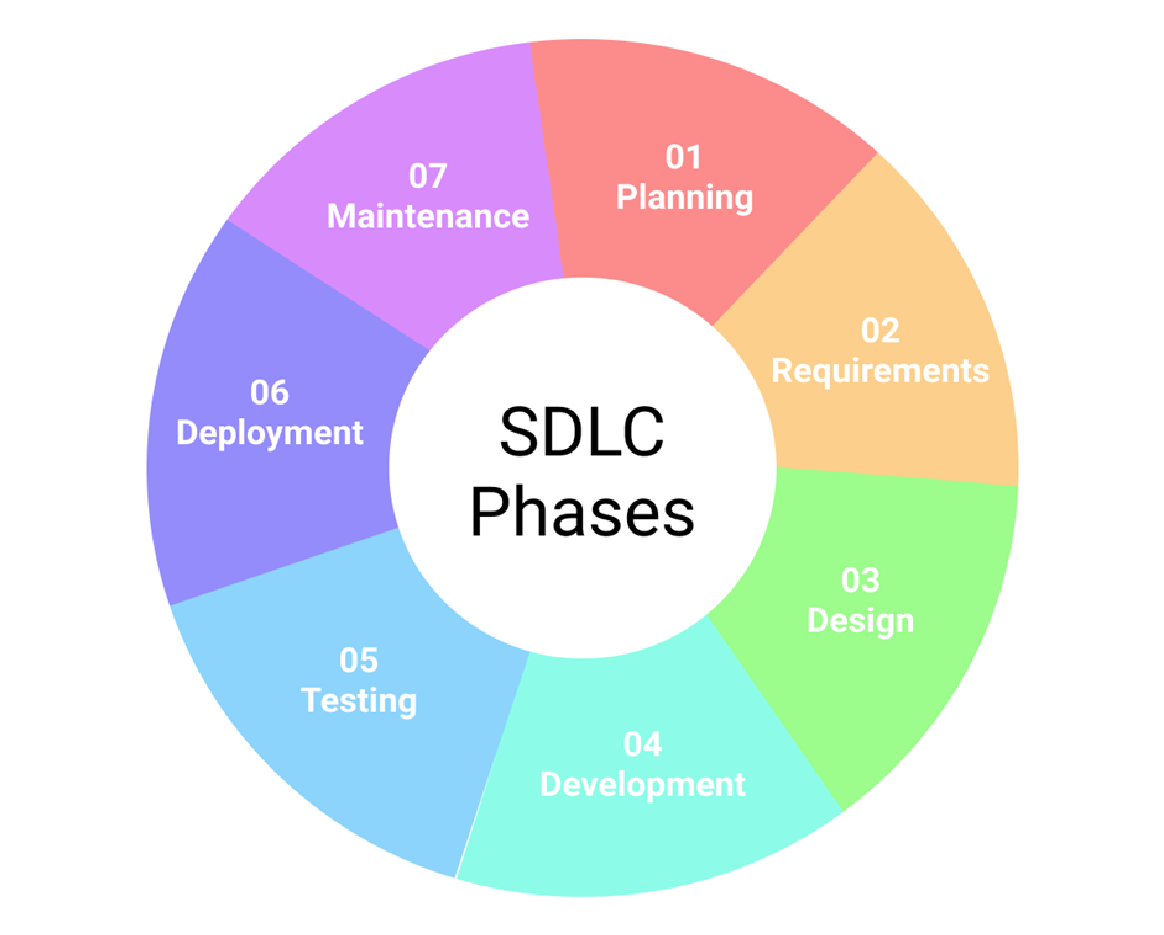 SDLC
Phases
01
Planning
02
Requirements
03
Design
04
Development
05
Testing
06
Deployment
07
Maintenance